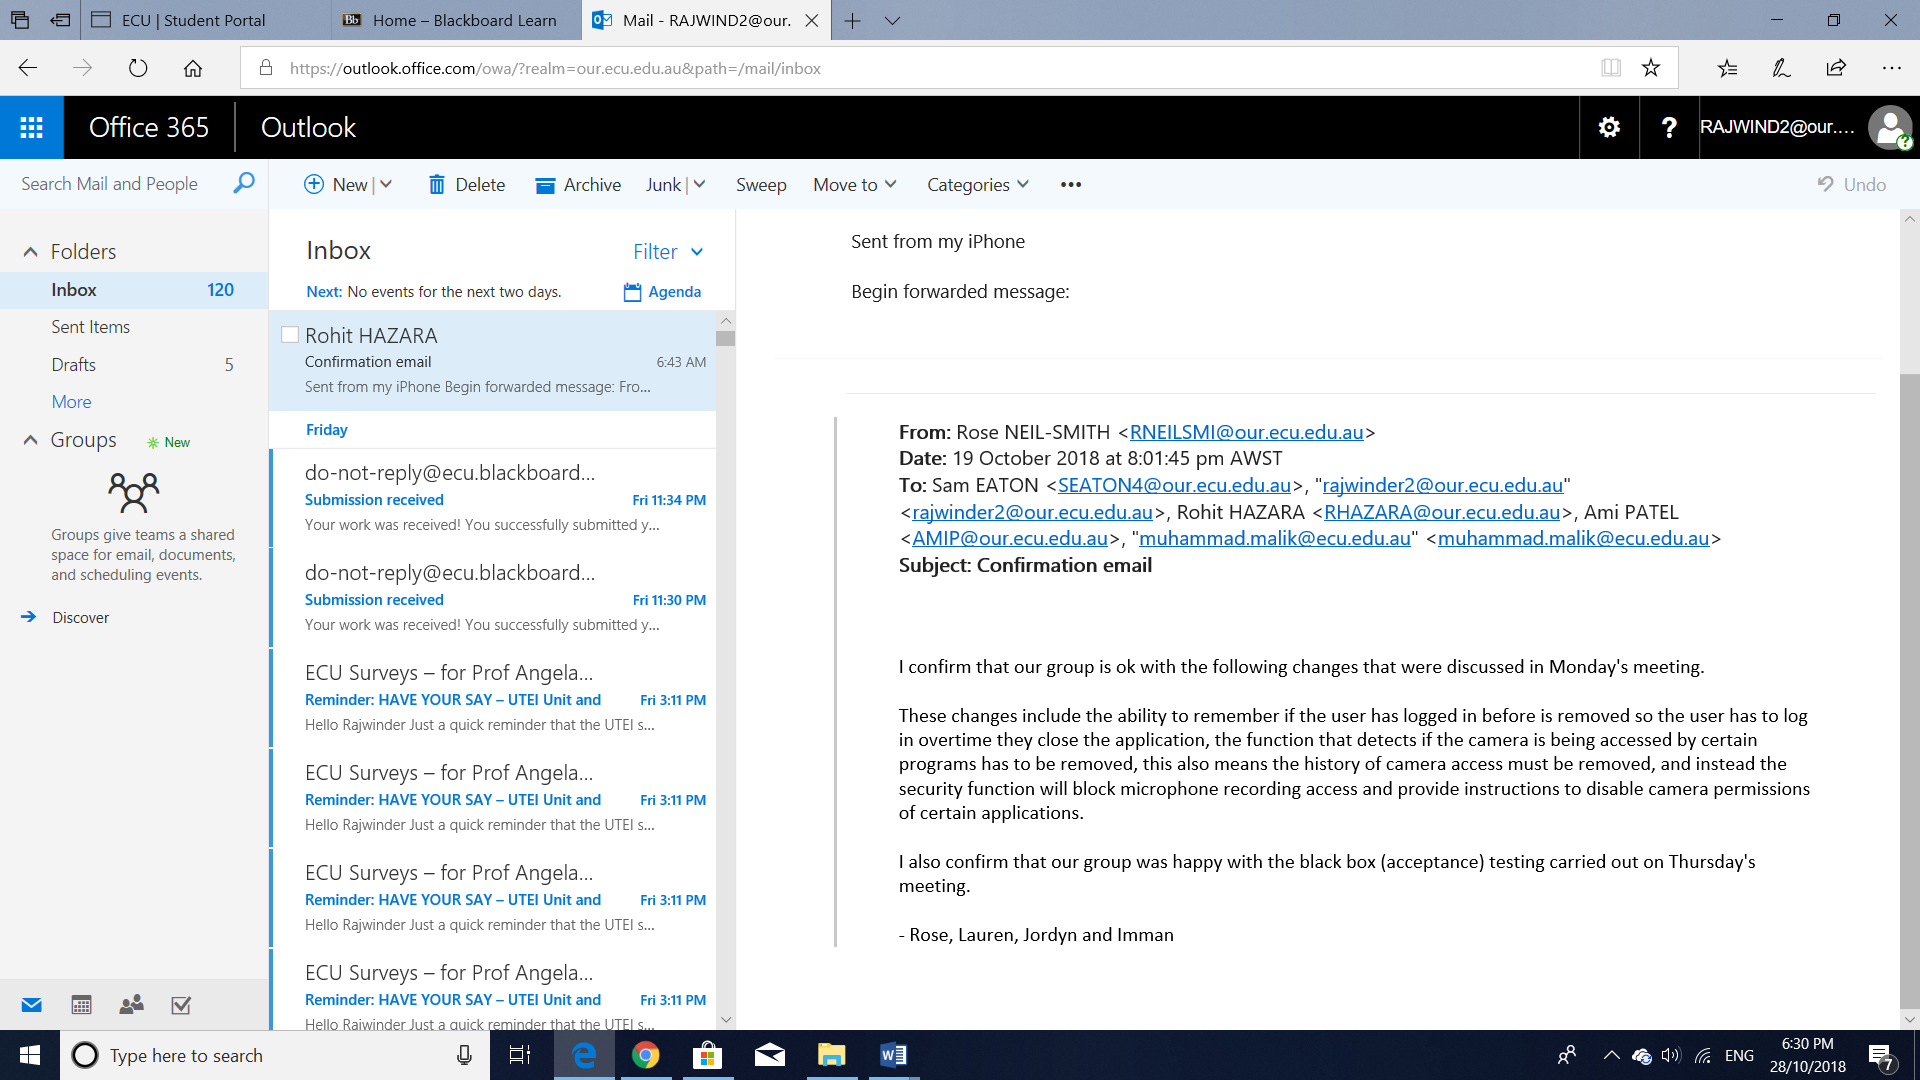 ECU | Student Portal
Home – Blackboard Learn
Mail - RAJWIND2@our.
https://outlook.office.com/owa/?realm=our.ecu.edu.au&path=/mail/inbox
Office 365
Outlook
RAJWIND2@our....
Search Mail and People
New
Delete
Archive
Junk
Sweep
Move to
Categories
Undo
Folders
Inbox 120
Sent Items
Drafts 5
More
Groups
New
Groups give teams a shared
space for email, documents,
and scheduling events.
Discover
Inbox
Filter
Next: No events for the next two days.
Agenda
Rohit HAZARA
Confirmation email 6:43 AM
Sent from my iPhone Begin forwarded message: Fro...
Friday
do-not-reply@ecu.blackboard...
Submission received Fri 11:34 PM
Your work was received! You successfully submitted y...
do-not-reply@ecu.blackboard...
Submission received Fri 11:30 PM
Your work was received! You successfully submitted y...
ECU Surveys – for Prof Angela...
Reminder: HAVE YOUR SAY – UTEI Unit and Fri 3:11 PM
Hello Rajwinder Just a quick reminder that the UTEI s...
ECU Surveys – for Prof Angela...
Reminder: HAVE YOUR SAY – UTEI Unit and Fri 3:11 PM
Hello Rajwinder Just a quick reminder that the UTEI s...
ECU Surveys – for Prof Angela...
Reminder: HAVE YOUR SAY – UTEI Unit and Fri 3:11 PM
Hello Rajwinder Just a quick reminder that the UTEI s...
ECU Surveys – for Prof Angela...
Reminder: HAVE YOUR SAY – UTEI Unit and Fri 3:11 PM
Hello Rajwinder Just a quick reminder that the UTEI s...
Sent from my iPhone
Begin forwarded message:
From: Rose NEIL-SMITH <RNEILSMI@our.ecu.edu.au>
Date: 19 October 2018 at 8:01:45 pm AWST
To: Sam EATON <SEATON4@our.ecu.edu.au>, "rajwinder2@our.ecu.edu.au"
<rajwinder2@our.ecu.edu.au>, Rohit HAZARA <RHAZARA@our.ecu.edu.au>, Ami PATEL
<AMIP@our.ecu.edu.au>, "muhammad.malik@ecu.edu.au" <muhammad.malik@ecu.edu.au>
Subject: Confirmation email
I confirm that our group is ok with the following changes that were discussed in Monday's meeting.
These changes include the ability to remember if the user has logged in before is removed so the user has to log
in overtime they close the application, the function that detects if the camera is being accessed by certain
programs has to be removed, this also means the history of camera access must be removed, and instead the
security function will block microphone recording access and provide instructions to disable camera permissions
of certain applications.
I also confirm that our group was happy with the black box (acceptance) testing carried out on Thursday's
meeting.
- Rose, Lauren, Jordyn and Imman
Type here to search
ENG
6:30 PM
28/10/2018
7